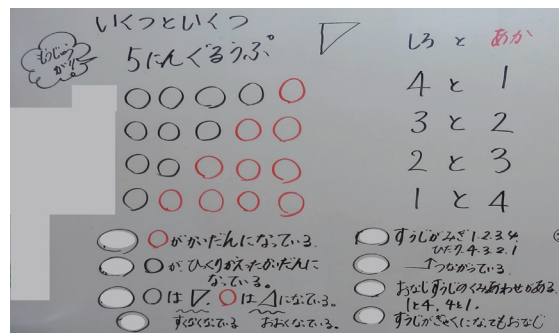 いくつといくつ
もうじゅうがり!!
5にんぐるうぷ。
しろ と あか
4 と 1
3 と 2
2 と 3
1 と 4
○がかいだんになっている。
○が、ひっくりかえったかいだんに
なっている。
○は ▽、○は △になっている。
すくなくなっている おおくなっている
すうじがみぎ1.2.3.4.
ひだり.4.3.2.1
↑つながっている。
おなじすうじのくみあわせがある
1と4. 4と1.
すうじがぎゃくになってもおなじ